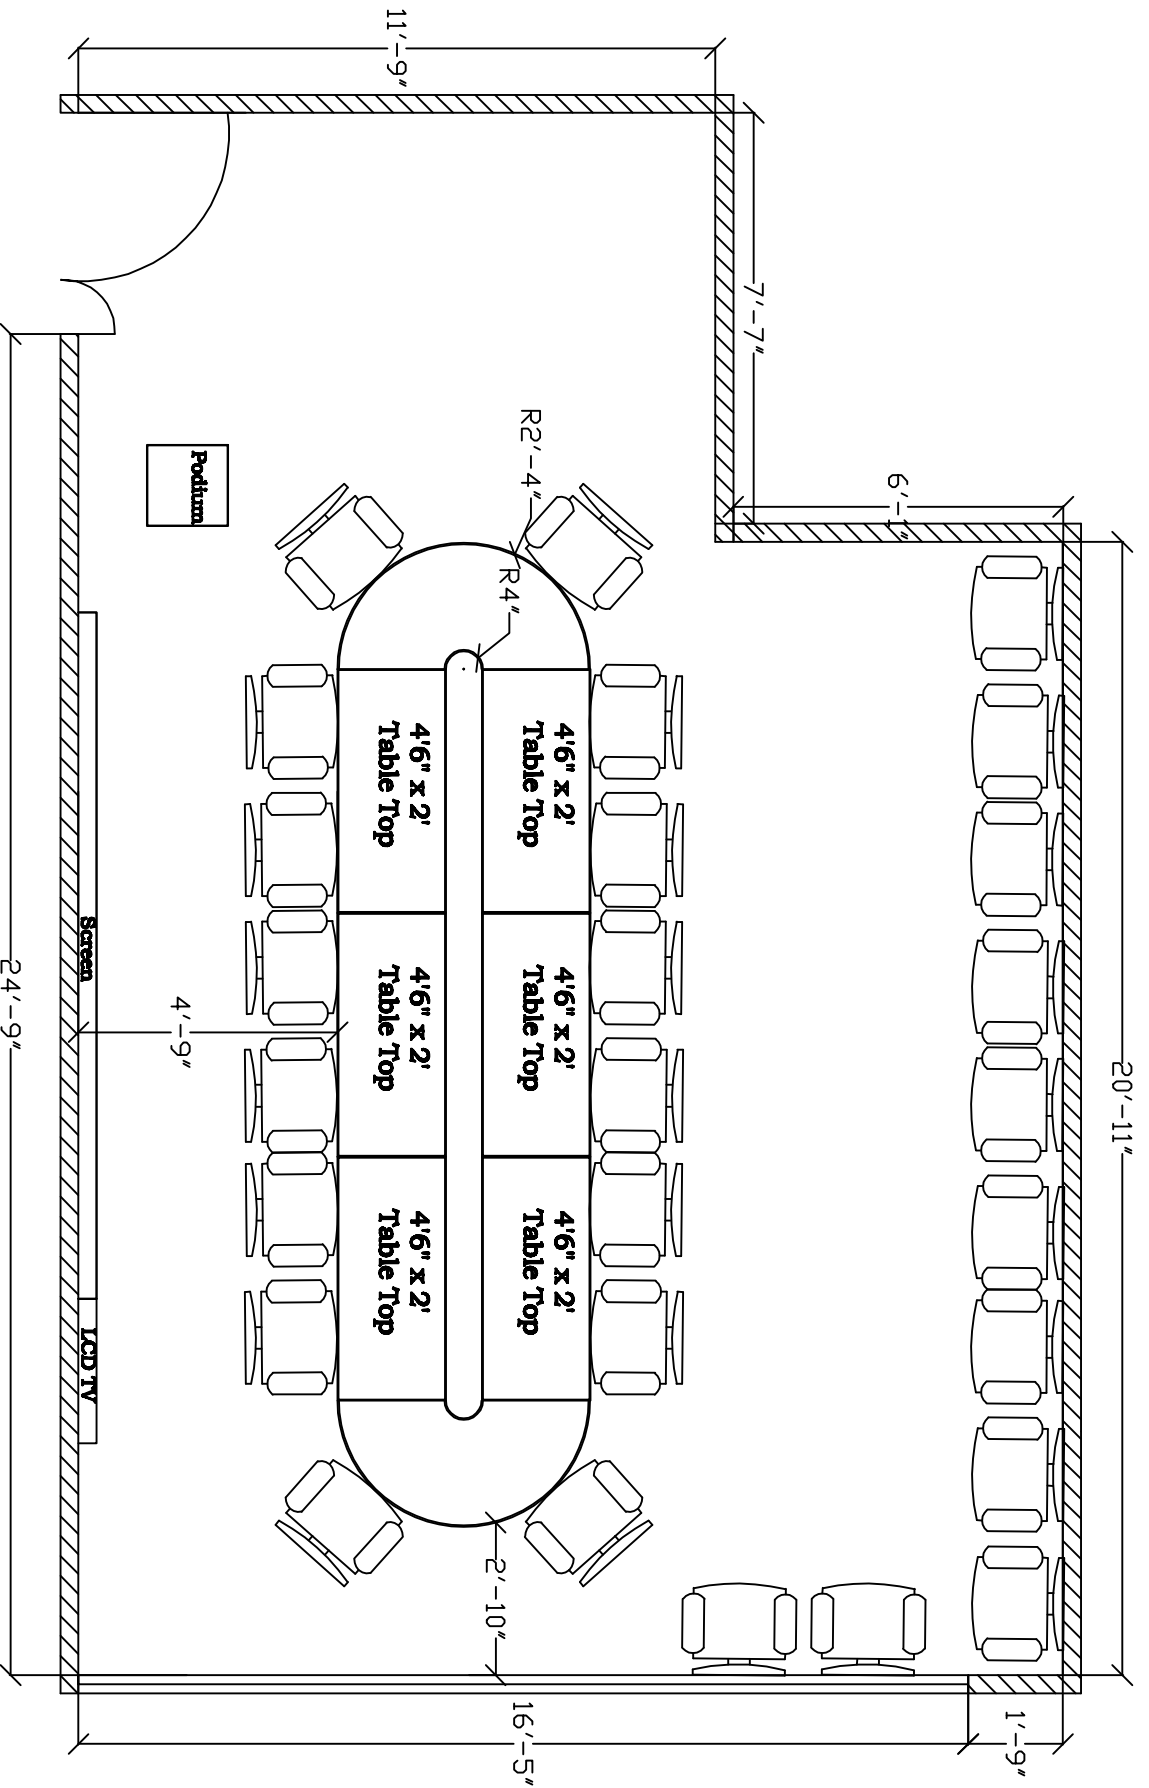 20'-11"
1'-9"
6'-1"
7'-7"
R2'-4"
R4"
4'6" x 2'
Table Top
4'6" x 2'
Table Top
4'6" x 2'
Table Top
16'-5"
2'-10"
11'-9"
4'6" x 2'
Table Top
4'6" x 2'
Table Top
4'6" x 2'
Table Top
Podium
4'-9"
Screen
LCD TV
24'-9"